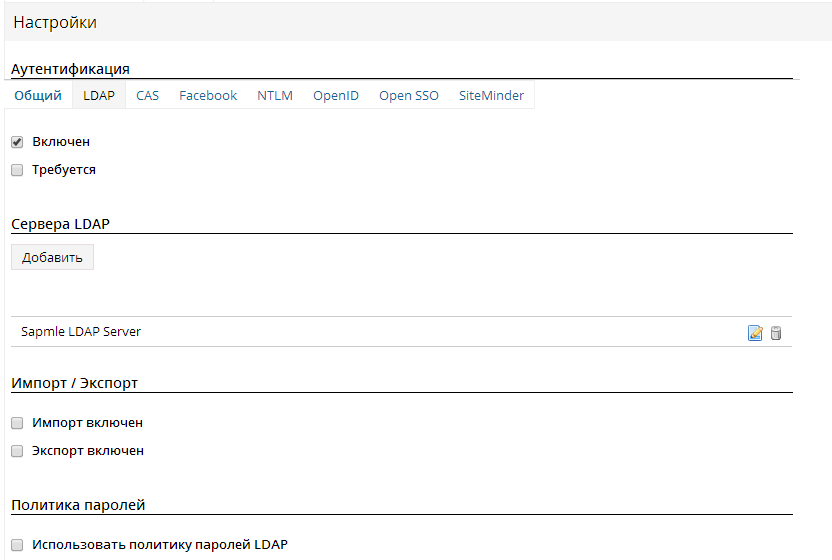 Настройки
Аутентификация
Общий LDAP CAS Facebook NTLM OpenID Open SSO SiteMinder
Включен
Требуется
Сервера LDAP
Добавить
Sapmle LDAP Server
Импорт / Экспорт
Импорт включен
Экспорт включен
Политика паролей
Использовать политику паролей LDAP